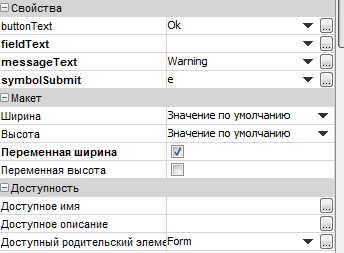 Свойства
buttonText Ok ...
fieldText ...
messageText Warning ...
symbolSubmit e ...
Макет
Ширина Значение по умолчанию
Высота Значение по умолчанию
Переменная ширина
Переменная высота
Доступность
Доступное имя ...
Доступное описание ...
Доступный родительский элеме Form ...